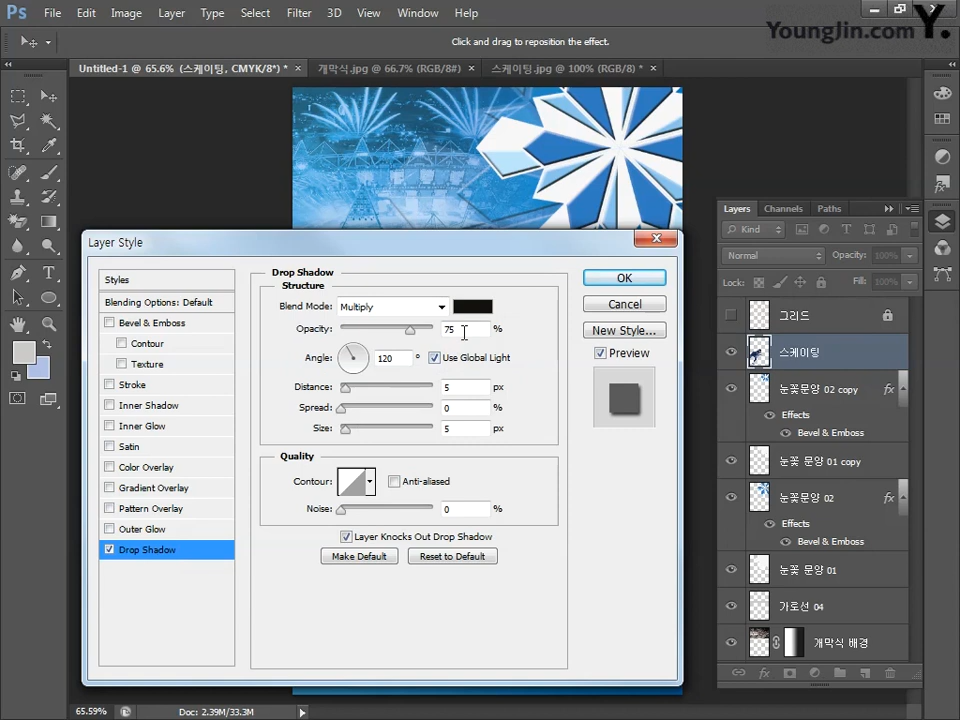 Ps File Edit Image Layer Type Select Filter 3D View Window Help
YoungJin.com Y.
Click and drag to reposition the effect.
Untitled-1 @ 65.6% (스케이팅, CMYK/8*) * × 개막식.jpg @ 66.7% (RGB/8#) × 스케이팅.jpg @ 100% (RGB/8) * ×
Layers Channels Paths
Kind
Normal Opacity: 100%
Lock: Fill: 100%
그리드
스케이팅
눈꽃문양 02 copy fx
Effects
Bevel & Emboss
눈꽃 문양 01 copy
눈꽃문양 02 fx
Effects
Bevel & Emboss
눈꽃 문양 01
가로선 04
개막식 배경
Layer Style
Styles
Blending Options: Default
Bevel & Emboss
Contour
Texture
Stroke
Inner Shadow
Inner Glow
Satin
Color Overlay
Gradient Overlay
Pattern Overlay
Outer Glow
Drop Shadow
Drop Shadow
Structure
Blend Mode: Multiply
Opacity: 75 %
Angle: 120 ° Use Global Light
Distance: 5 px
Spread: 0 %
Size: 5 px
Quality
Contour: Anti-aliased
Noise: 0 %
Layer Knocks Out Drop Shadow
Make Default Reset to Default
OK
Cancel
New Style...
Preview
65.59% Doc: 2.39M/33.3M